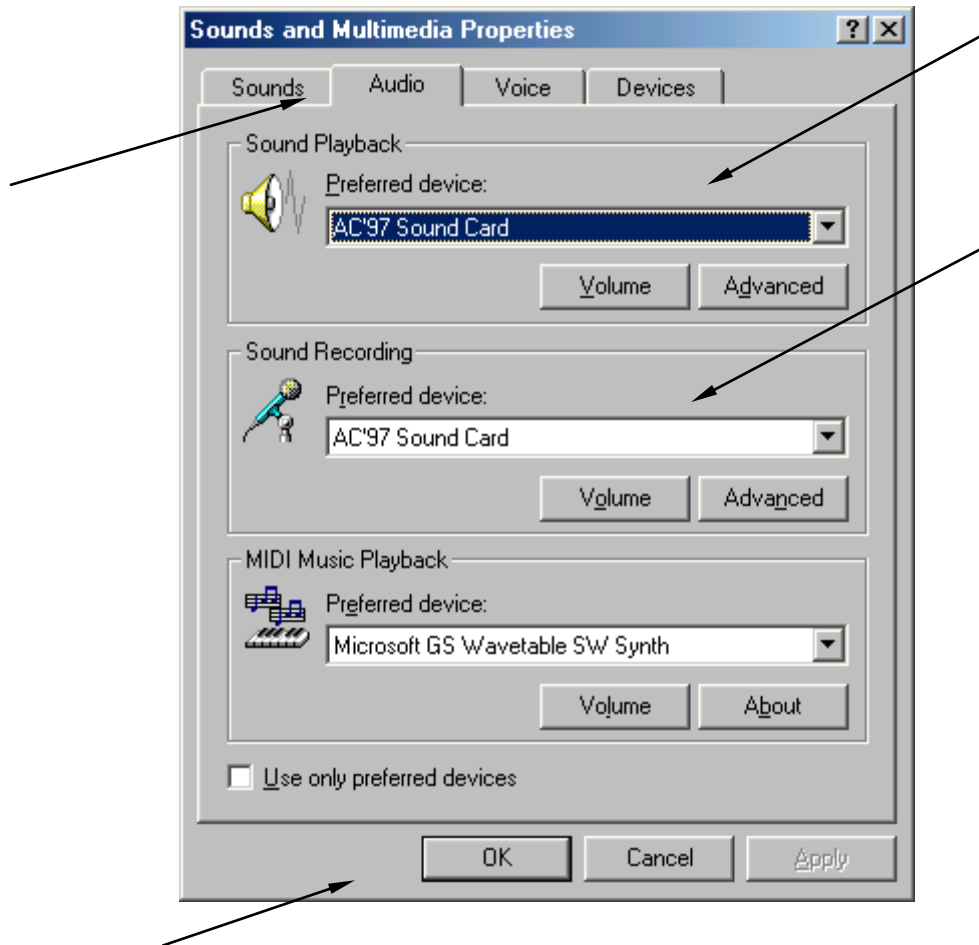 Sounds and Multimedia Properties
Sounds Audio Voice Devices
Sound Playback
Preferred device:
AC'97 Sound Card
Volume Advanced
Sound Recording
Preferred device:
AC'97 Sound Card
Volume Advanced
MIDI Music Playback
Preferred device:
Microsoft GS Wavetable SW Synth
Volume About
Use only preferred devices
OK Cancel Apply